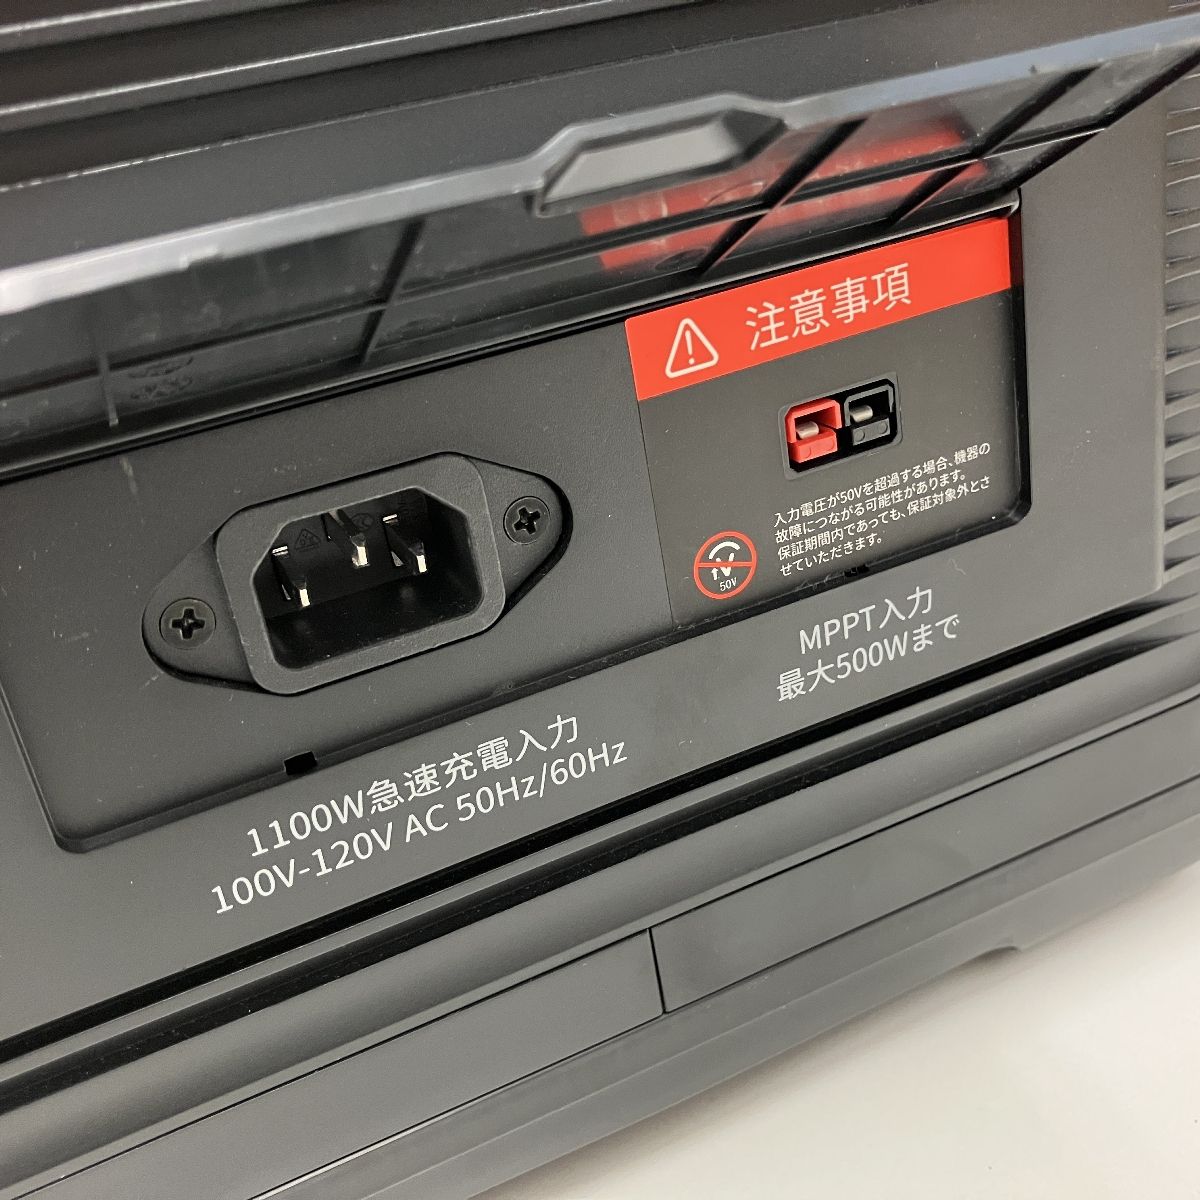 注意事項
入力電圧が50Vを超過する場合、機器の
故障につながる可能性があります。
保証期間内であっても、保証対象外とさ
せていただきます。
50V
MPPT入力
最大500Wまで
1100W急速充電入力
100V-120V AC 50Hz/60Hz